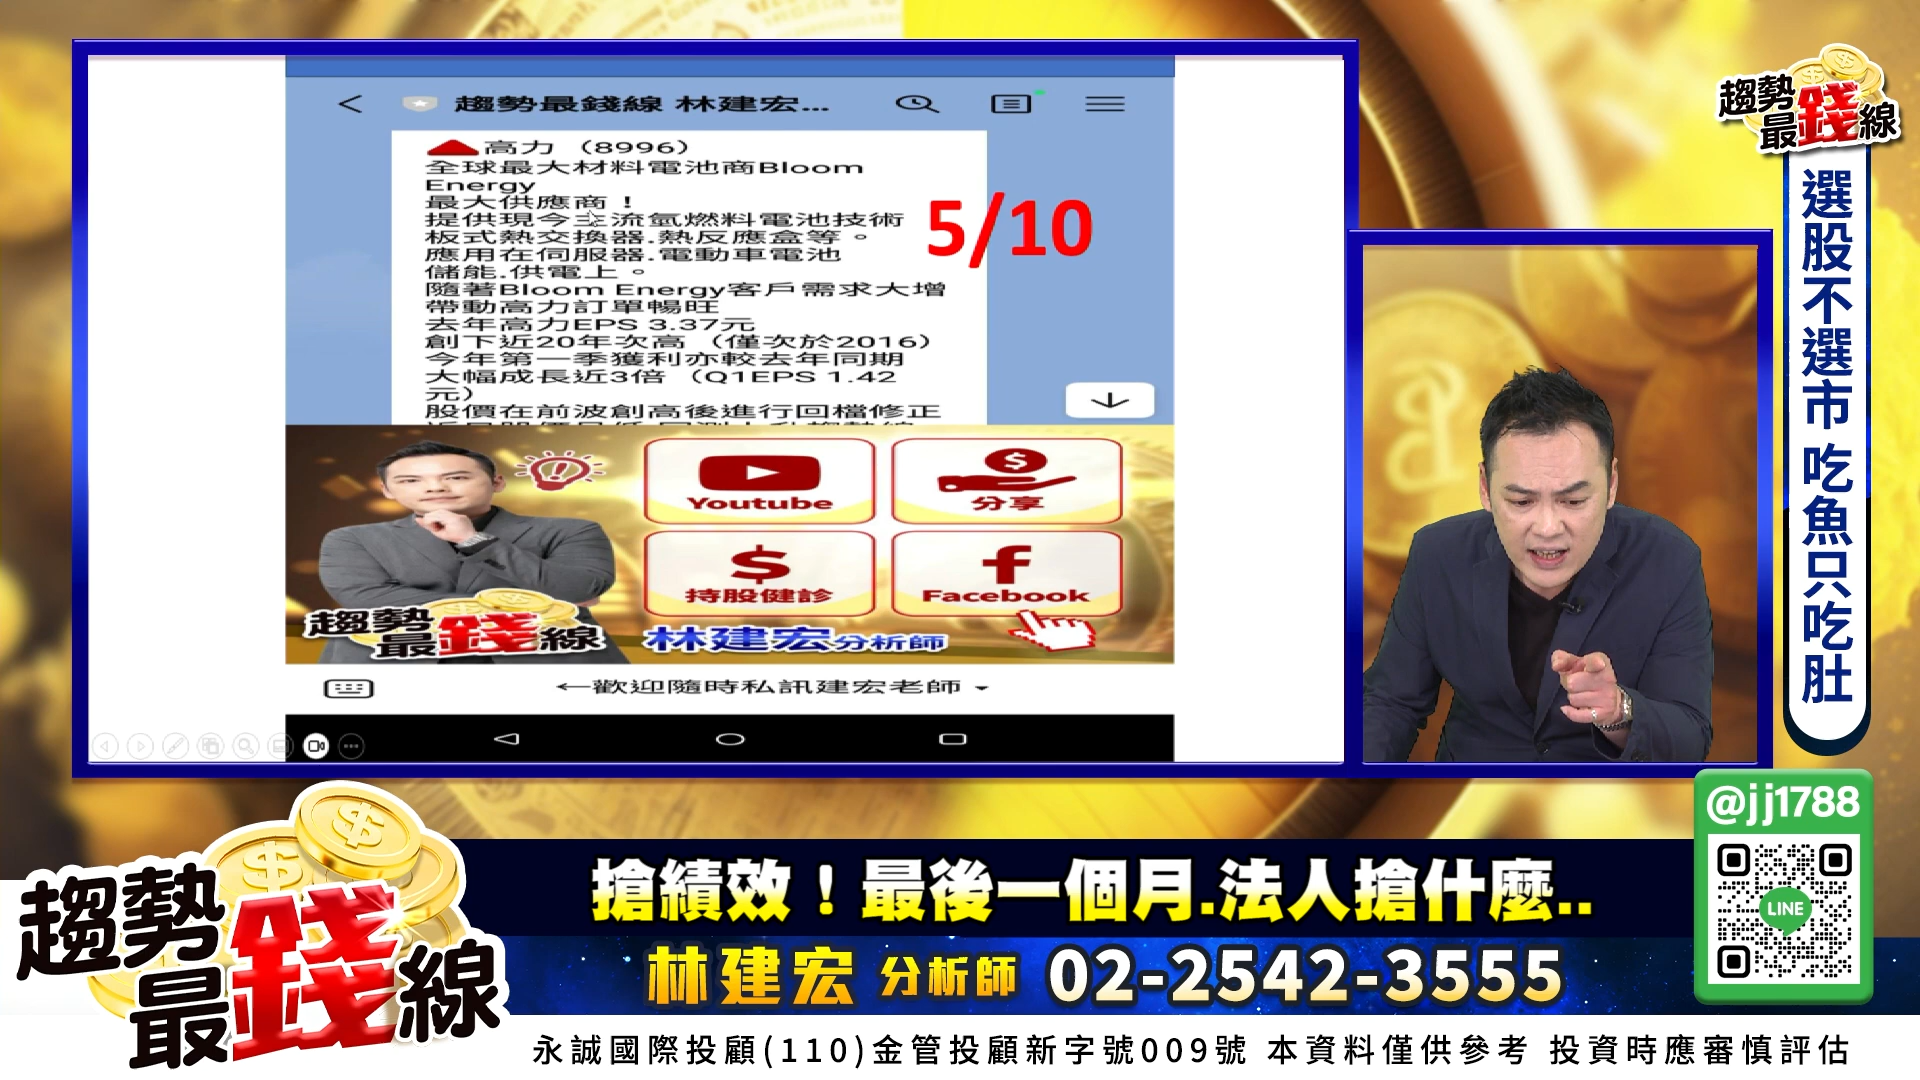 趨勢最錢線 林建宏...
高力（8996）
全球最大材料電池商Bloom
Energy
最大供應商！
提供現今主流氫燃料電池技術
板式熱交換器.熱反應盒等。
應用在伺服器.電動車電池
儲能.供電上。
隨著Bloom Energy客戶需求大增
帶動高力訂單暢旺
去年高力EPS 3.37元
創下近20年次高（僅次於2016）
今年第一季獲利亦較去年同期
大幅成長近3倍（Q1EPS 1.42
元）
股價在前波創高後進行回檔修正
5/10
Youtube
分享
持股健診
Facebook
趨勢
最錢線
林建宏分析師
←歡迎隨時私訊建宏老師
趨勢
最錢線
選股不選市 吃魚只吃肚
@jj1788
LINE
趨勢
最錢線
搶績效！最後一個月.法人搶什麼..
林建宏 分析師 02-2542-3555
永誠國際投顧(110)金管投顧新字號009號 本資料僅供參考 投資時應審慎評估